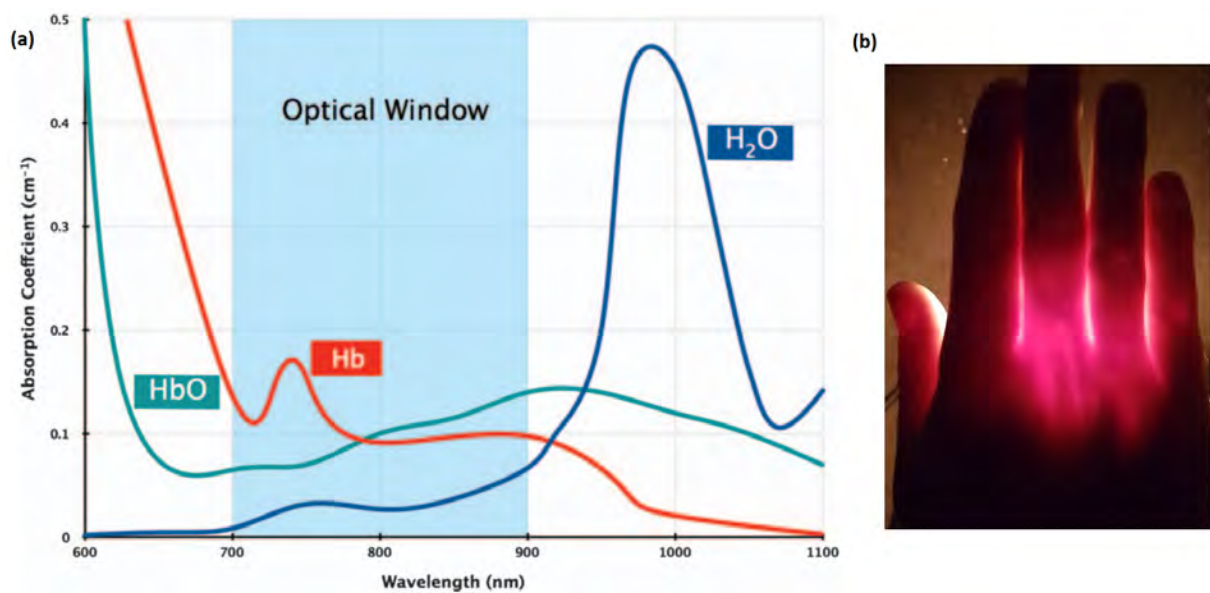 (a)
(b)
0.5
0.4
0.3
0.2
0.1
0
Absorption Coeffcient (cm⁻¹)
Optical Window
H₂O
Hb
HbO
600
700
800
900
1000
1100
Wavelength (nm)